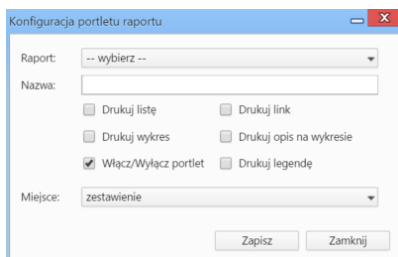 Konfiguracja portletu raportu
Raport: -- wybierz --
Nazwa:
Drukuj listę Drukuj link
Drukuj wykres Drukuj opis na wykresie
Włącz/Wyłącz portlet Drukuj legendę
Miejsce: zestawienie
Zapisz Zamknij